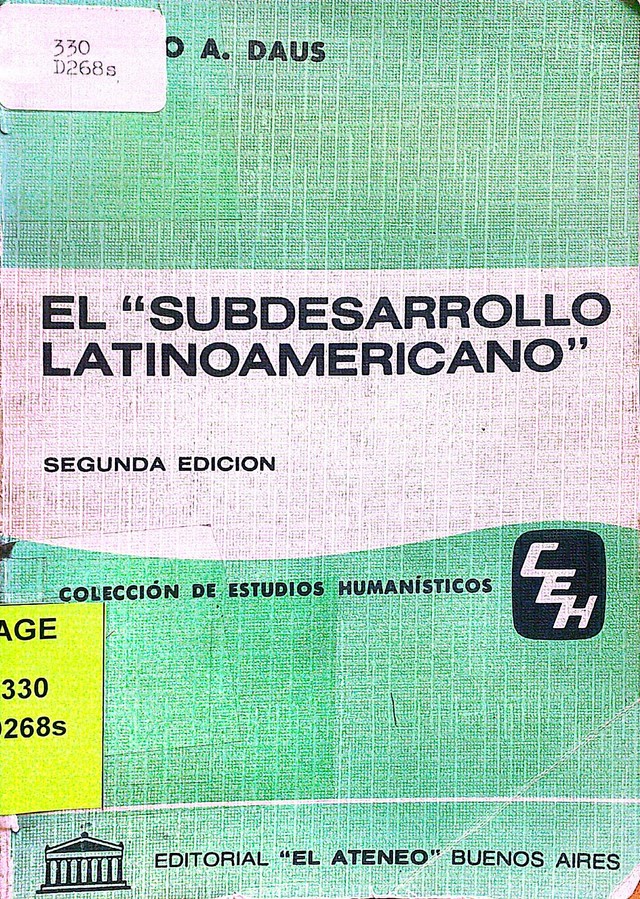 330
D268s
O A. DAUS
EL “SUBDESARROLLO
LATINOAMERICANO”
SEGUNDA EDICION
COLECCIÓN DE ESTUDIOS HUMANÍSTICOS
CEH
AGE
330
D268s
EDITORIAL “EL ATENEO” BUENOS AIRES